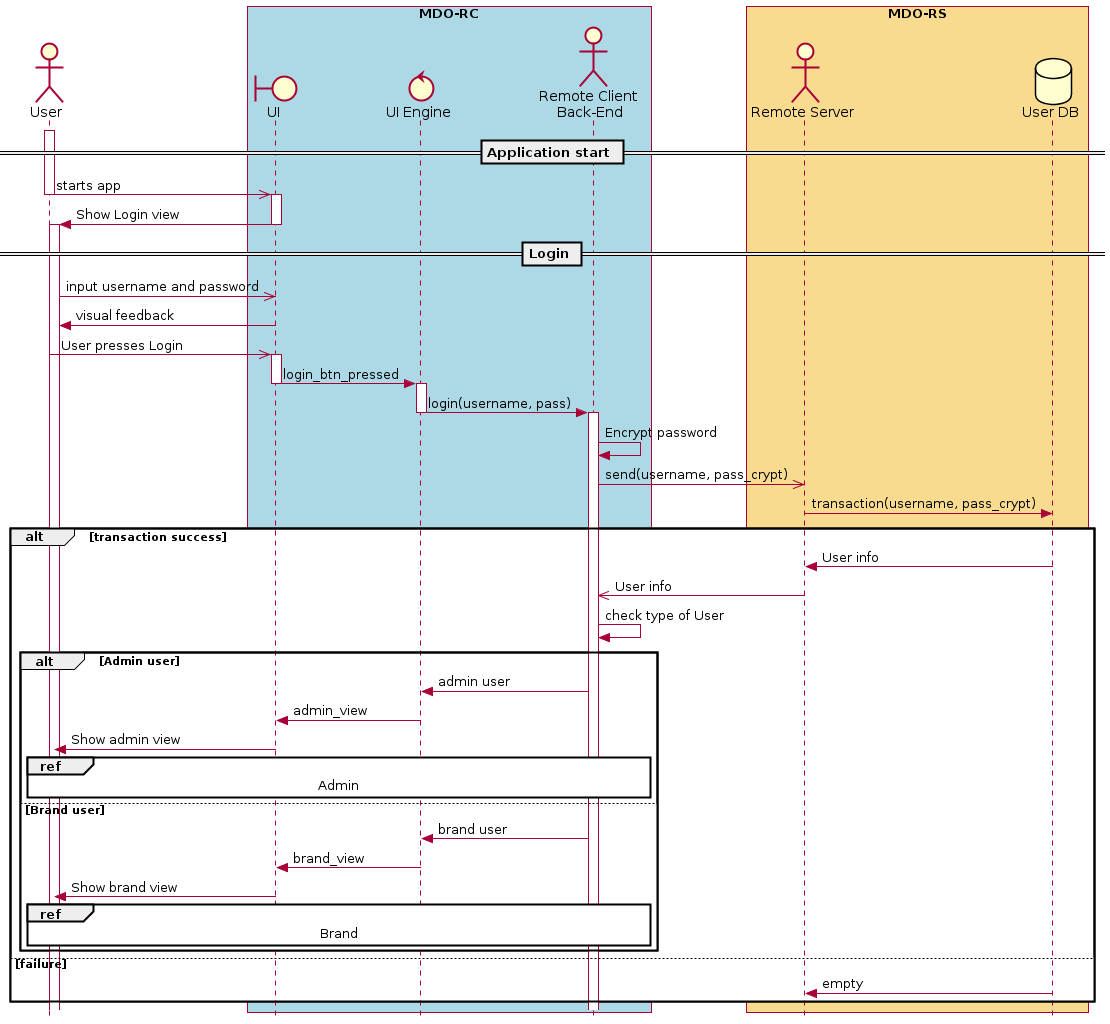 MDO-RC
MDO-RS
User
UI
UI Engine
Remote Client
Back-End
Remote Server
User DB
Application start
starts app
Show Login view
Login
input username and password
visual feedback
User presses Login
login_btn_pressed
login(username, pass)
Encrypt password
send(username, pass_crypt)
transaction(username, pass_crypt)
alt [transaction success]
User info
User info
check type of User
alt [Admin user]
admin user
admin_view
Show admin view
ref
Admin
[Brand user]
brand user
brand_view
Show brand view
ref
Brand
[failure]
empty